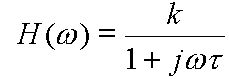 H(ω) = k / (1 + jωτ)